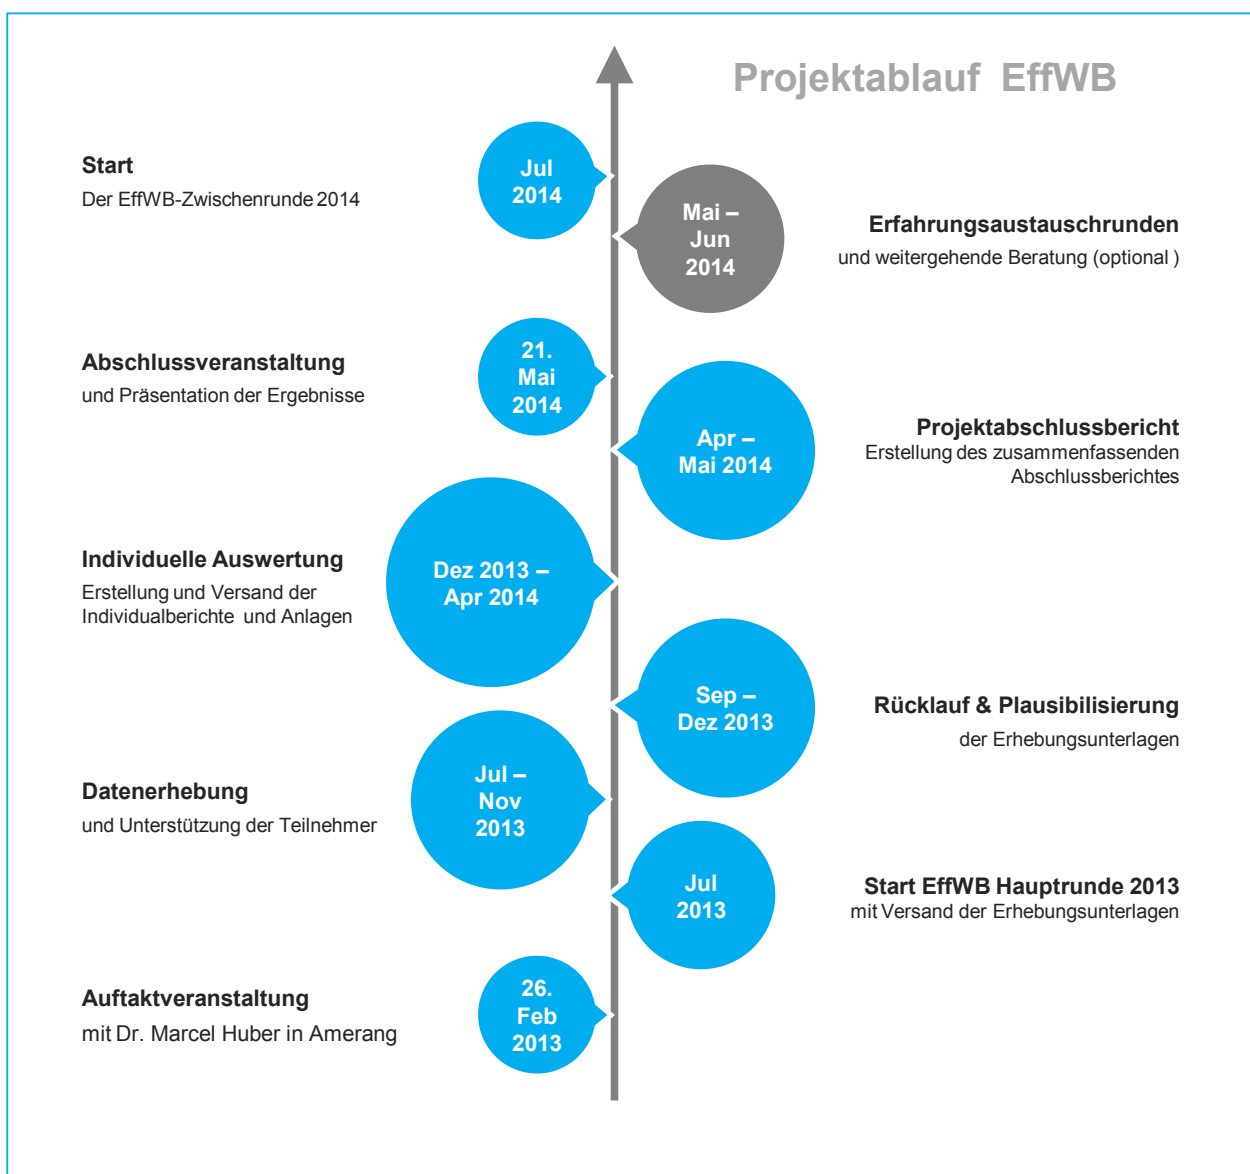 Projektablauf EffWB
Start
Der EffWB-Zwischenrunde 2014
Jul
2014
Mai –
Jun
2014
Erfahrungsaustauschrunden
und weitergehende Beratung (optional )
Abschlussveranstaltung
und Präsentation der Ergebnisse
21.
Mai
2014
Apr –
Mai 2014
Projektabschlussbericht
Erstellung des zusammenfassenden
Abschlussberichtes
Individuelle Auswertung
Erstellung und Versand der
Individualberichte und Anlagen
Dez 2013 –
Apr 2014
Sep –
Dez 2013
Rücklauf & Plausibilisierung
der Erhebungsunterlagen
Datenerhebung
und Unterstützung der Teilnehmer
Jul –
Nov
2013
Jul
2013
Start EffWB Hauptrunde 2013
mit Versand der Erhebungsunterlagen
Auftaktveranstaltung
mit Dr. Marcel Huber in Amerang
26.
Feb
2013